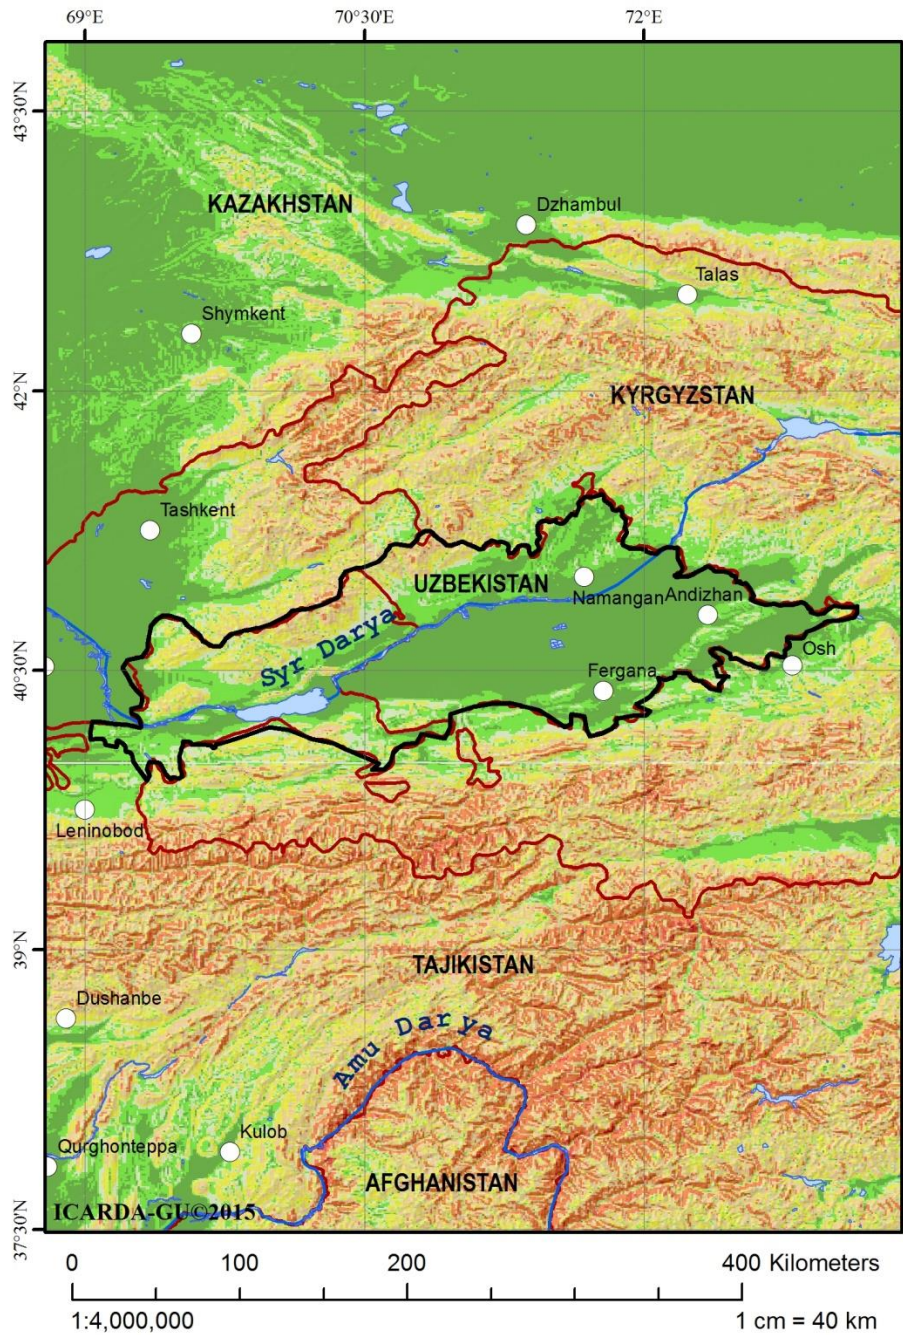 69°E 70°30'E 72°E
43°30'N
KAZAKHSTAN
Dzhambul
Talas
Shymkent
42°N
KYRGYZSTAN
Tashkent
UZBEKISTAN
Namangan
Andizhan
Syr Darya
40°30'N
Osh
Fergana
Leninobod
39°N
TAJIKISTAN
Dushanbe
Amu Darya
Kulob
Qurghonteppa
AFGHANISTAN
ICARDA-GU©2015
37°30'N
0 100 200 400 Kilometers
1:4,000,000 1 cm = 40 km